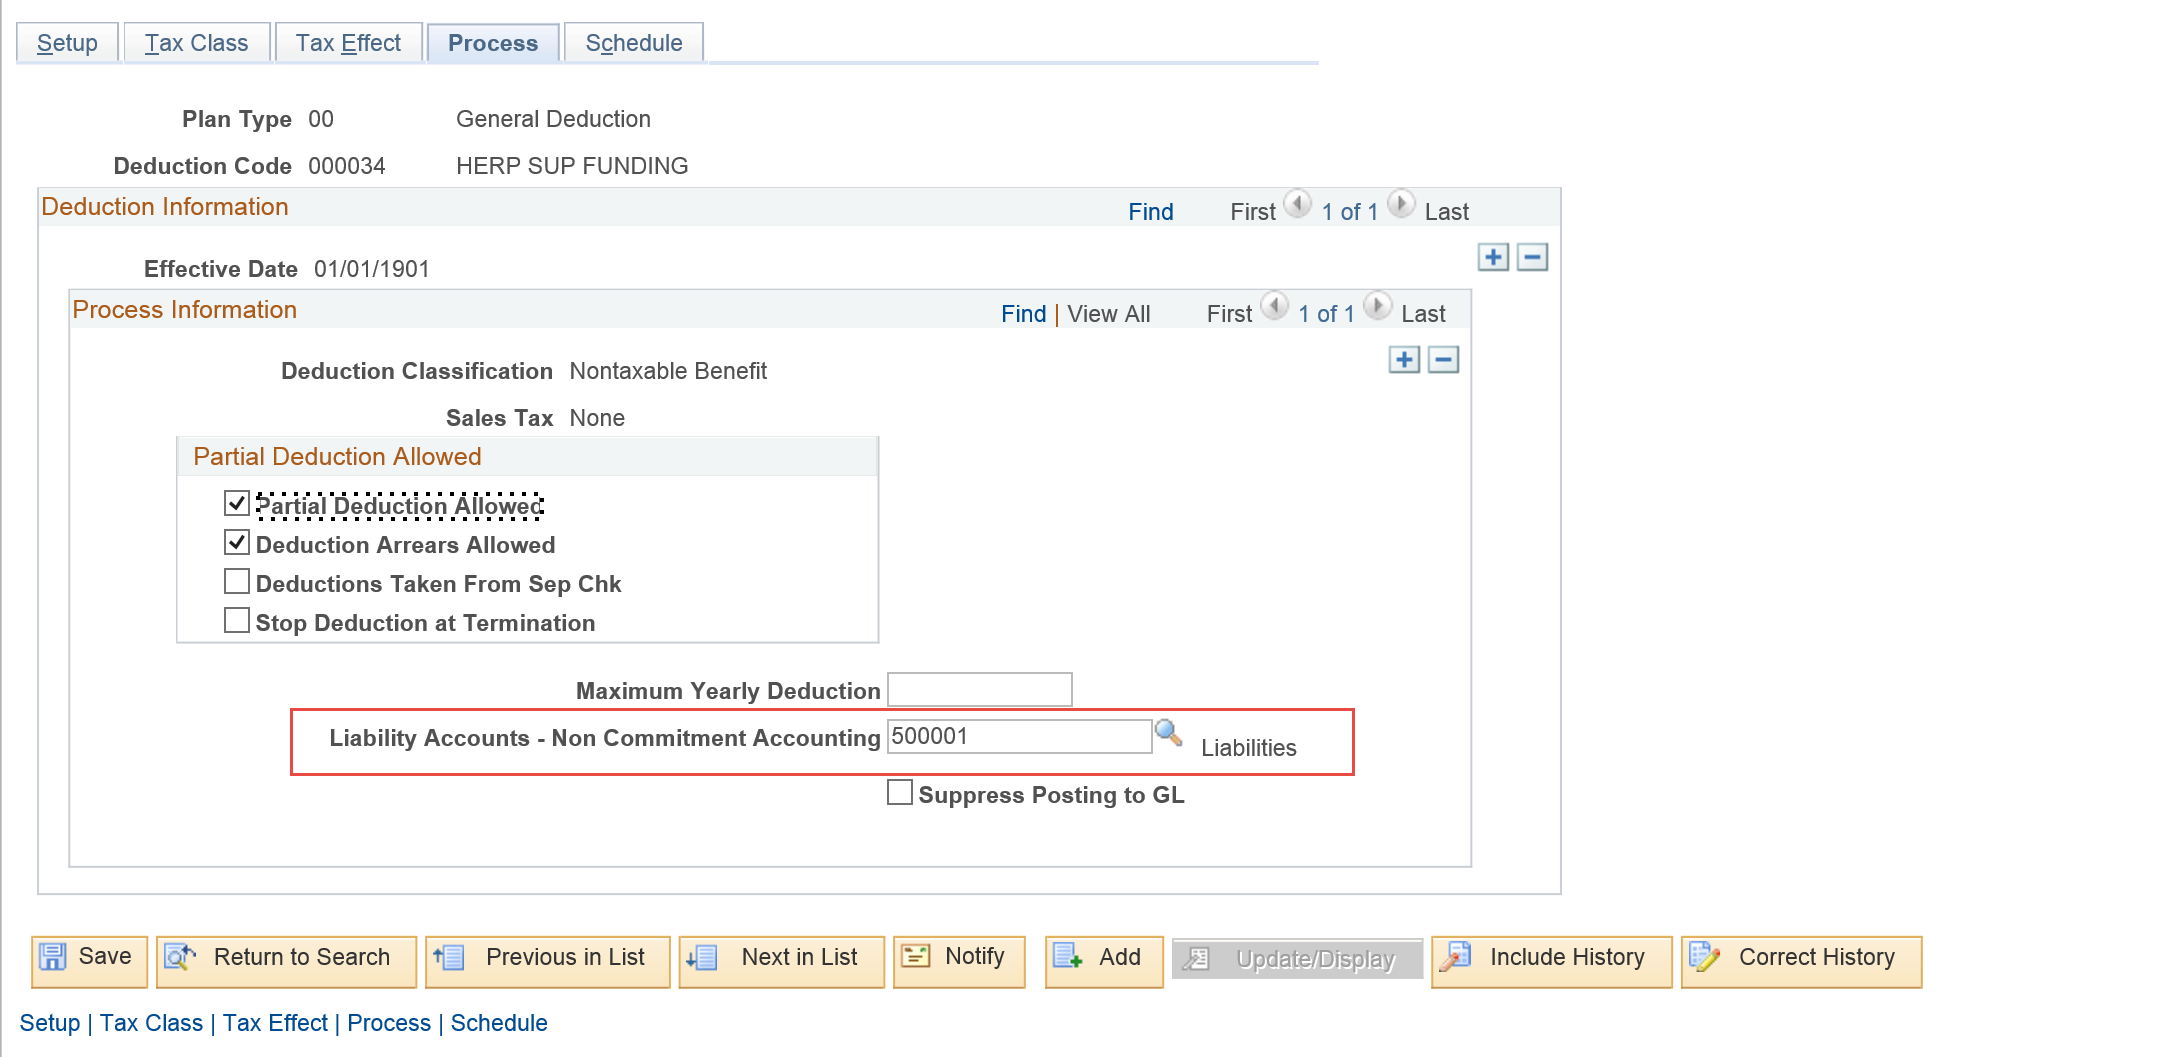 Setup Tax Class Tax Effect Process Schedule
Plan Type 00 General Deduction
Deduction Code 000034 HERP SUP FUNDING
Deduction Information Find First 1 of 1 Last
Effective Date 01/01/1901
Process Information Find | View All First 1 of 1 Last
Deduction Classification Nontaxable Benefit
Sales Tax None
Partial Deduction Allowed
Partial Deduction Allowed
Deduction Arrears Allowed
Deductions Taken From Sep Chk
Stop Deduction at Termination
Maximum Yearly Deduction
Liability Accounts - Non Commitment Accounting 500001 Liabilities
Suppress Posting to GL
Save Return to Search Previous in List Next in List Notify Add Update/Display Include History Correct History
Setup | Tax Class | Tax Effect | Process | Schedule